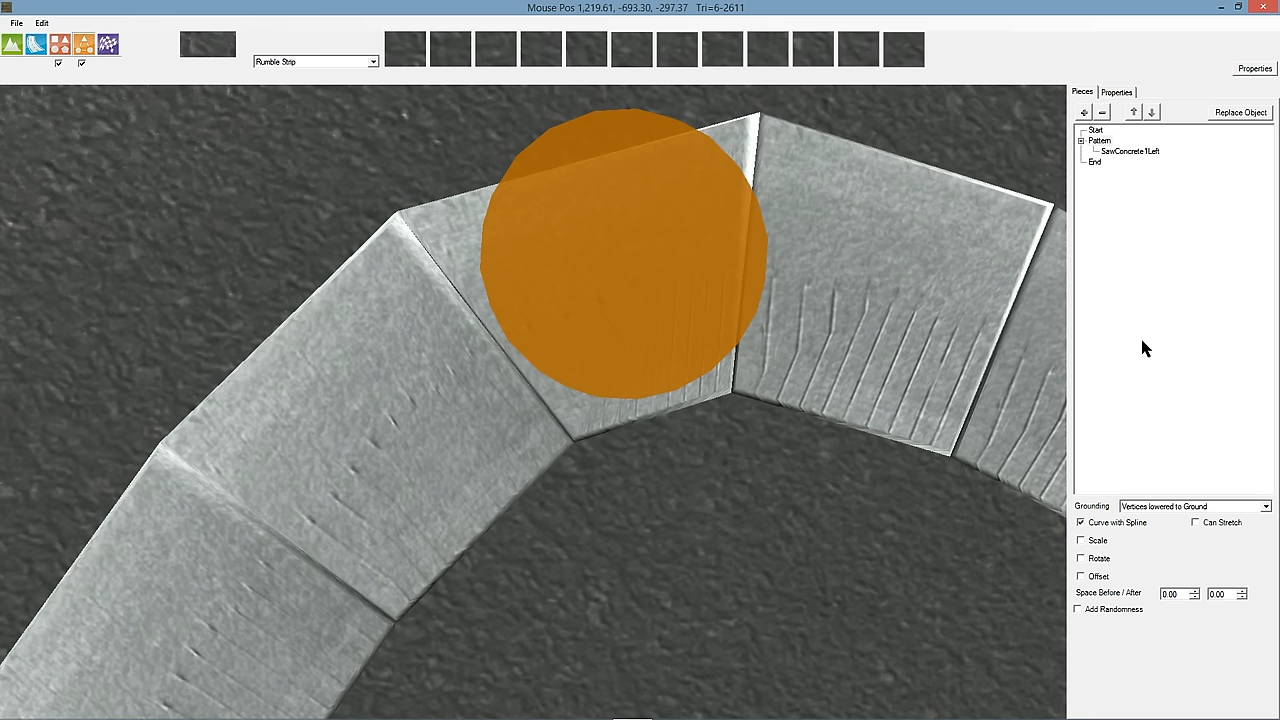 Mouse Pos 1,219.61, -693.30, -297.37 Tri=6-2611
File Edit
Rumble Strip
Properties
Pieces Properties
Replace Object
Start
Pattern
SawConcrete1Left
End
Grounding Vertices lowered to Ground
Curve with Spline Can Stretch
Scale
Rotate
Offset
Space Before / After 0.00 0.00
Add Randomness